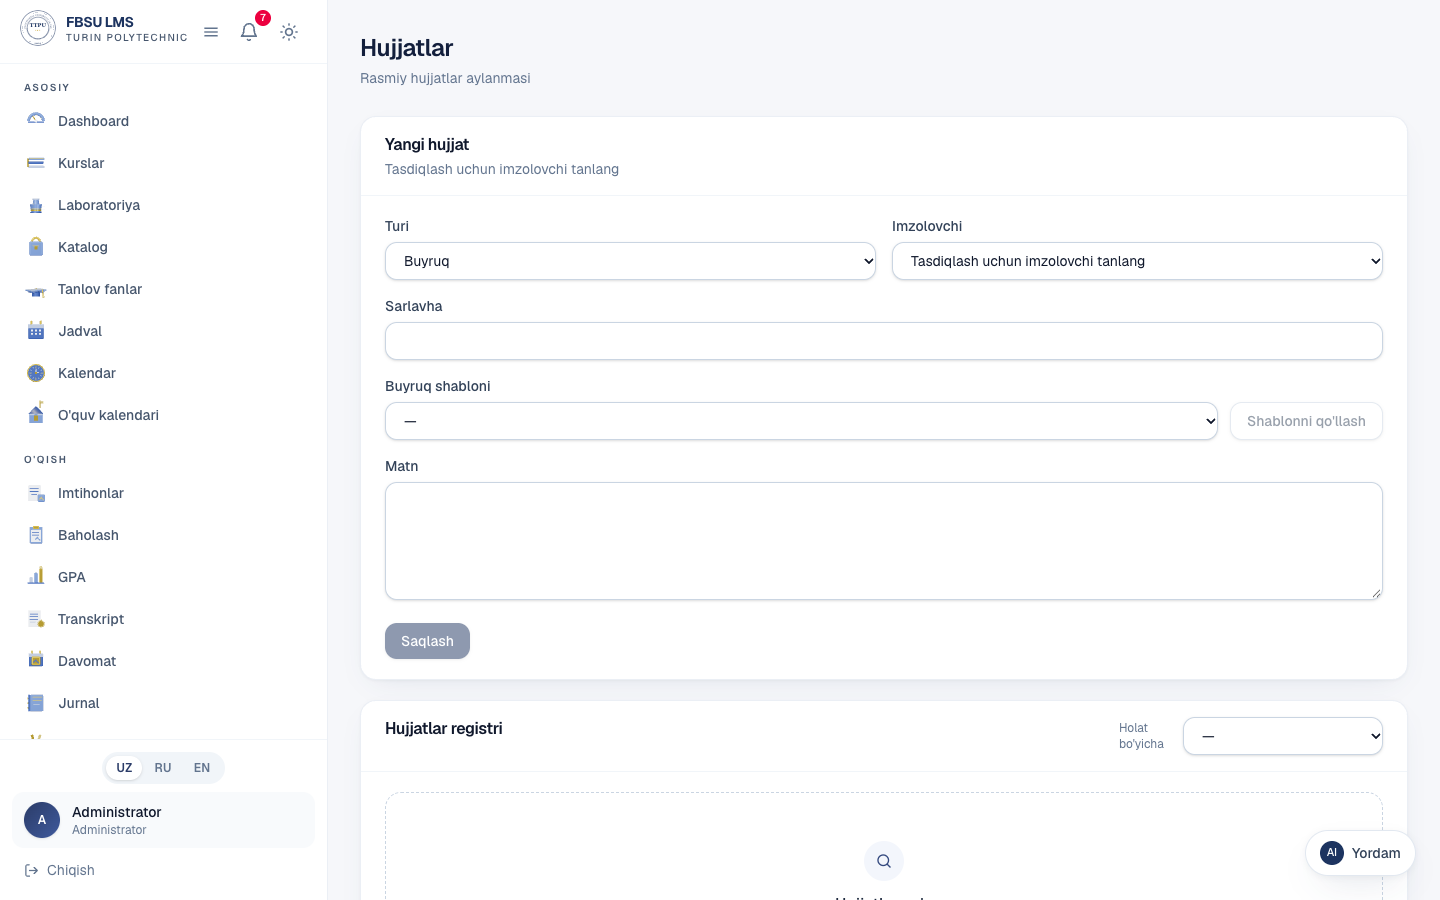 TTPU
FBSU LMS
TURIN POLYTECHNIC
7
ASOSIY
Dashboard
Kurslar
Laboratoriya
Katalog
Tanlov fanlar
Jadval
Kalendar
O'quv kalendari
O'QISH
Imtihonlar
Baholash
GPA
Transkript
Davomat
Jurnal
UZ RU EN
A
Administrator
Administrator
Chiqish
Hujjatlar
Rasmiy hujjatlar aylanmasi
Yangi hujjat
Tasdiqlash uchun imzolovchi tanlang
Turi
Buyruq
Imzolovchi
Tasdiqlash uchun imzolovchi tanlang
Sarlavha
Buyruq shabloni
—
Shablonni qo'llash
Matn
Saqlash
Hujjatlar registri
Holat
bo'yicha
—
AI Yordam